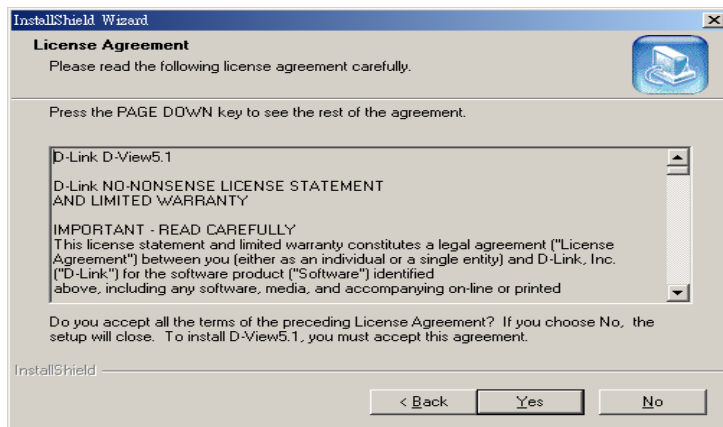 InstallShield Wizard
License Agreement
Please read the following license agreement carefully.
Press the PAGE DOWN key to see the rest of the agreement.
D-Link D-View5.1
D-Link NO-NONSENSE LICENSE STATEMENT
AND LIMITED WARRANTY
IMPORTANT - READ CAREFULLY
This license statement and limited warranty constitutes a legal agreement ("License
Agreement") between you (either as an individual or a single entity) and D-Link, Inc.
("D-Link") for the software product ("Software") identified
above, including any software, media, and accompanying on-line or printed
Do you accept all the terms of the preceding License Agreement? If you choose No, the
setup will close. To install D-View5.1, you must accept this agreement.
InstallShield
< Back
Yes
No